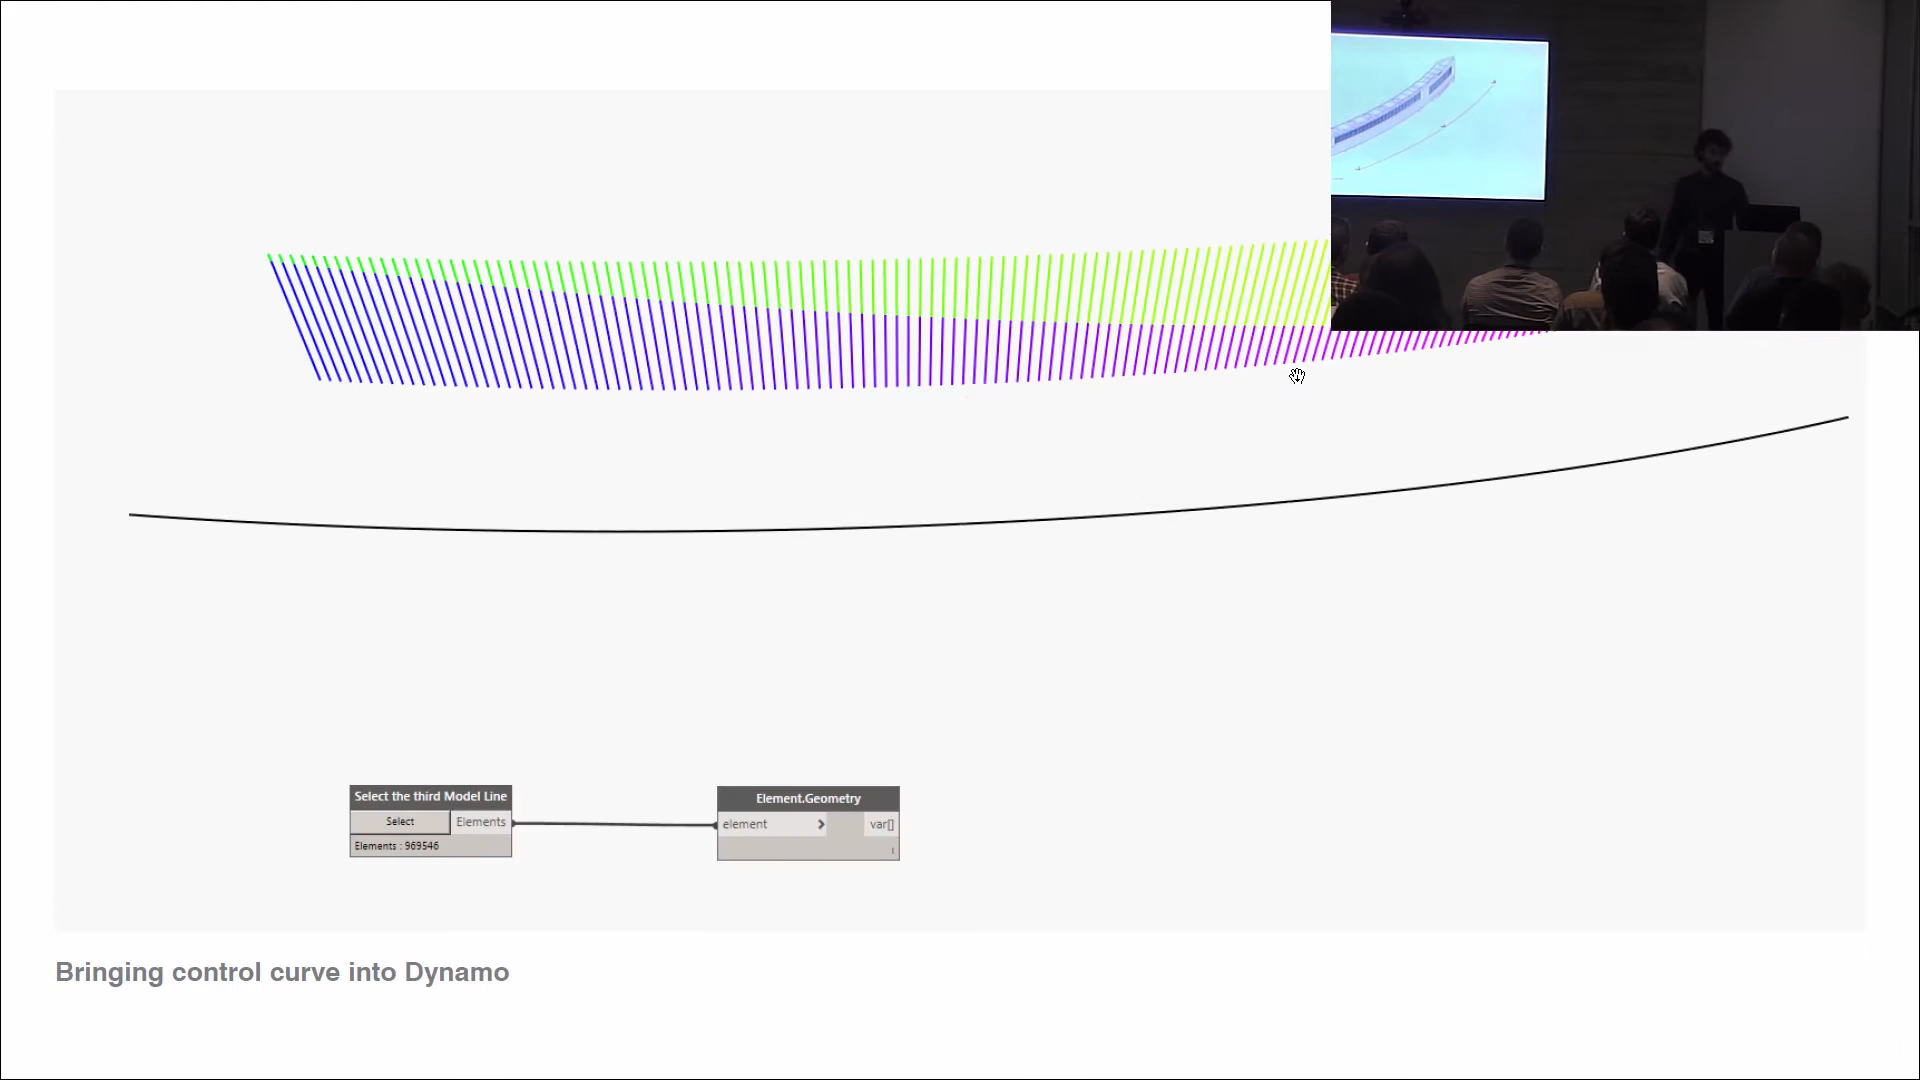 Select the third Model Line
Select
Elements
Elements : 969546
Element.Geometry
element
>
var[]
Bringing control curve into Dynamo